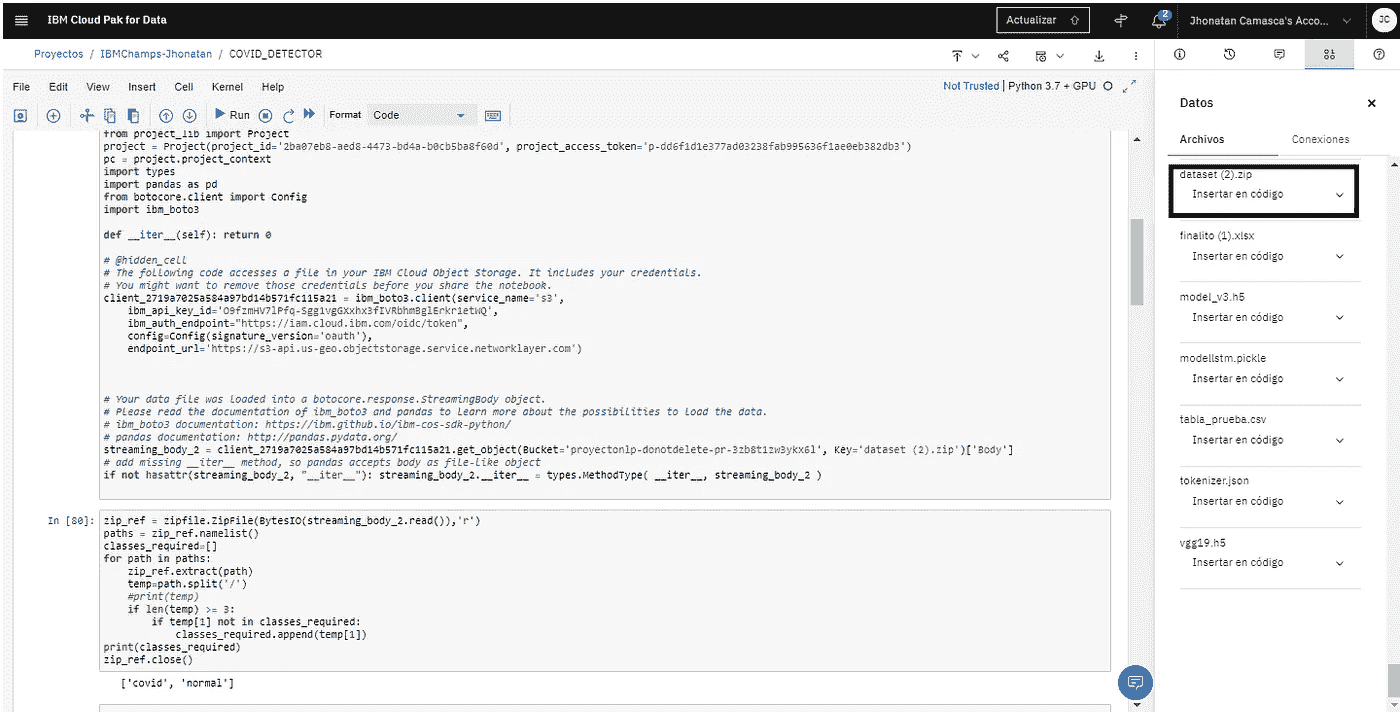 IBM Cloud Pak for Data
Actualizar
2
Jhonatan Camasca's Acco...
JC
Proyectos / IBMChamps-Jhonatan / COVID_DETECTOR
File Edit View Insert Cell Kernel Help
Not Trusted | Python 3.7 + GPU
Run
Format
Code
from project_lib import Project
project = Project(project_id='2ba07eb8-aed8-4473-bd4a-b0cb5ba8f60d', project_access_token='p-dd6f1d1e377ad03238fab995636f1ae0eb382db3')
pc = project.project_context
import types
import pandas as pd
from botocore.client import Config
import ibm_boto3
def __iter__(self): return 0
# @hidden_cell
# The following code accesses a file in your IBM Cloud Object Storage. It includes your credentials.
# You might want to remove those credentials before you share the notebook.
client_2719a7025a584a97bd14b571fc115a21 = ibm_boto3.client(service_name='s3',
ibm_api_key_id=
ibm_auth_endpoint="https://iam.cloud.ibm.com/oidc/token",
config=Config(signature_version='oauth'),
endpoint_url='https://s3-api.us-geo.objectstorage.service.networklayer.com')
# Your data file was loaded into a botocore.response.StreamingBody object.
# Please read the documentation of ibm_boto3 and pandas to learn more about the possibilities to load the data.
# ibm_boto3 documentation: https://ibm.github.io/ibm-cos-sdk-python/
# pandas documentation: http://pandas.pydata.org/
streaming_body_2 = client_2719a7025a584a97bd14b571fc115a21.get_object(Bucket='proyectonlp-donotdelete-pr-3zb8t1zw3ykx6l', Key='dataset (2).zip')['Body']
# add missing __iter__ method, so pandas accepts body as file-like object
if not hasattr(streaming_body_2, "__iter__"): streaming_body_2.__iter__ = types.MethodType( __iter__, streaming_body_2 )
In [80]:
zip_ref = zipfile.ZipFile(BytesIO(streaming_body_2.read()),'r')
paths = zip_ref.namelist()
classes_required=[]
for path in paths:
zip_ref.extract(path)
temp=path.split('/')
#print(temp)
if len(temp) >= 3:
if temp[1] not in classes_required:
classes_required.append(temp[1])
print(classes_required)
zip_ref.close()
['covid', 'normal']
Datos
Archivos Conexiones
dataset (2).zip
Insertar en código
finalito (1).xlsx
Insertar en código
model_v3.h5
Insertar en código
modellstm.pickle
Insertar en código
tabla_prueba.csv
Insertar en código
tokenizer.json
Insertar en código
vgg19.h5
Insertar en código